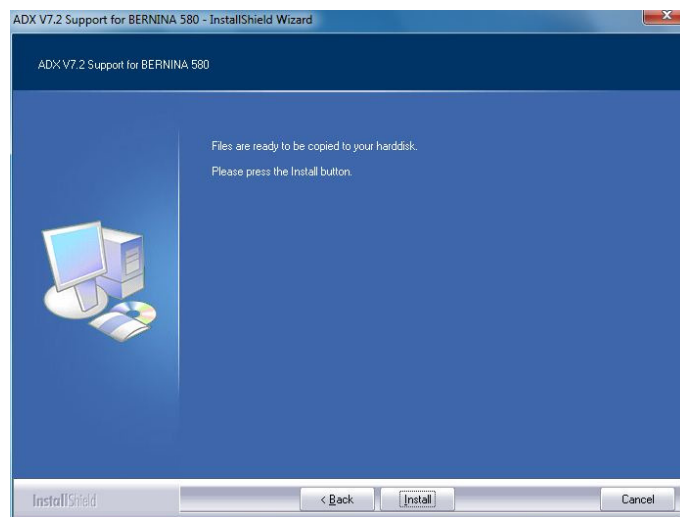 ADX V7.2 Support for BERNINA 580 - InstallShield Wizard
ADX V7.2 Support for BERNINA 580
Files are ready to be copied to your harddisk.
Please press the Install button.
InstallShield
< Back
Install
Cancel